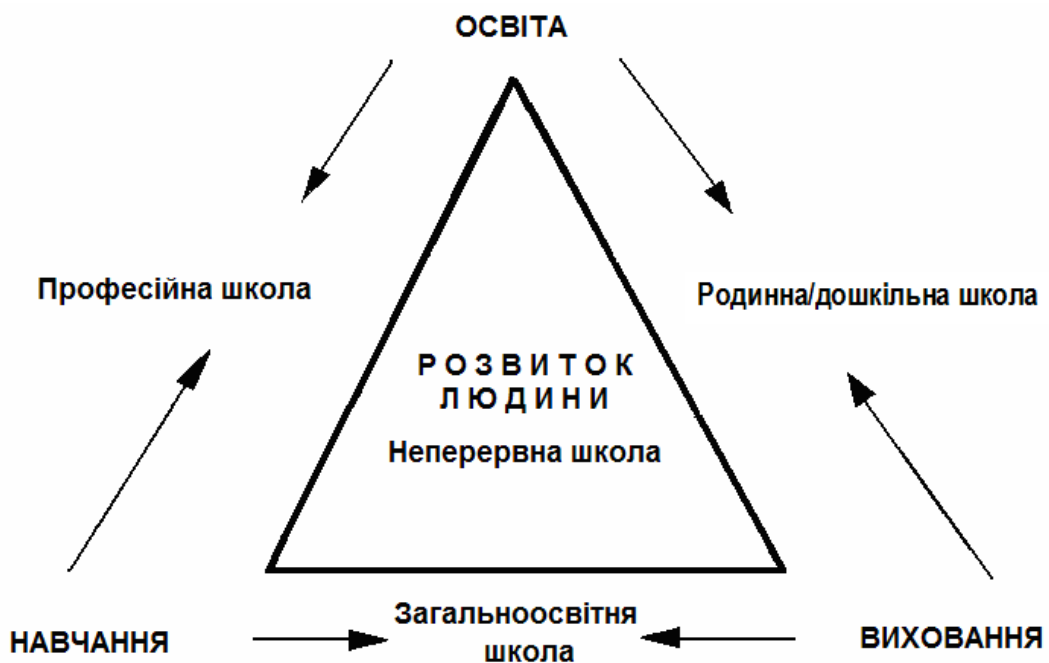 ОСВІТА
Професійна школа
Родинна/дошкільна школа
Р О З В И Т О К
Л Ю Д И Н И
Неперервна школа
НАВЧАННЯ
Загальноосвітня
школа
ВИХОВАННЯ